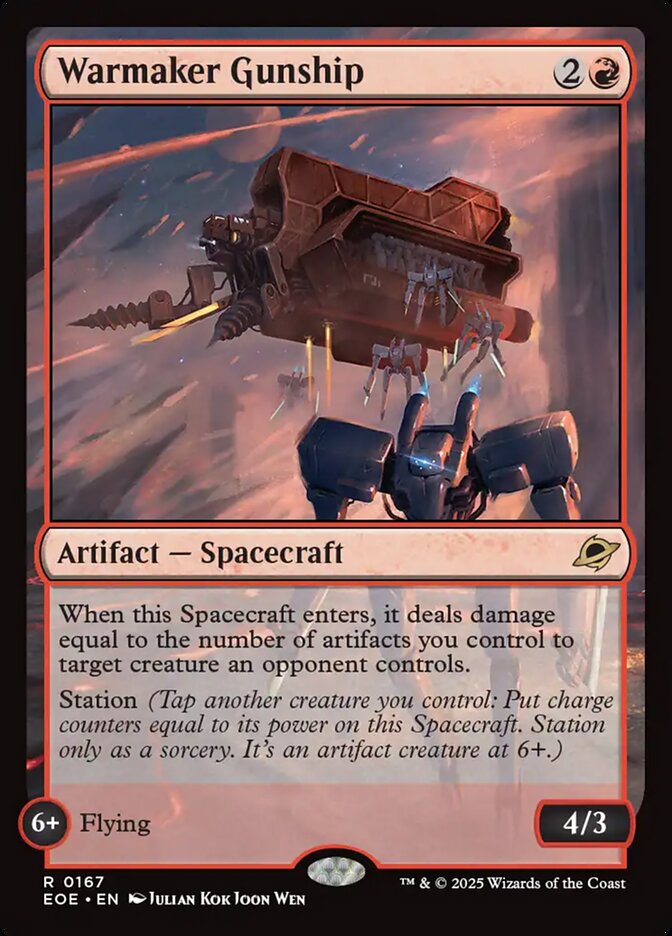 Warmaker Gunship 2
Artifact — Spacecraft
When this Spacecraft enters, it deals damage
equal to the number of artifacts you control to
target creature an opponent controls.
Station (Tap another creature you control: Put charge
counters equal to its power on this Spacecraft. Station
only as a sorcery. It's an artifact creature at 6+.)
6+ Flying 4/3
R 0167
EOE • EN Julian Kok Joon Wen ™ & © 2025 Wizards of the Coast